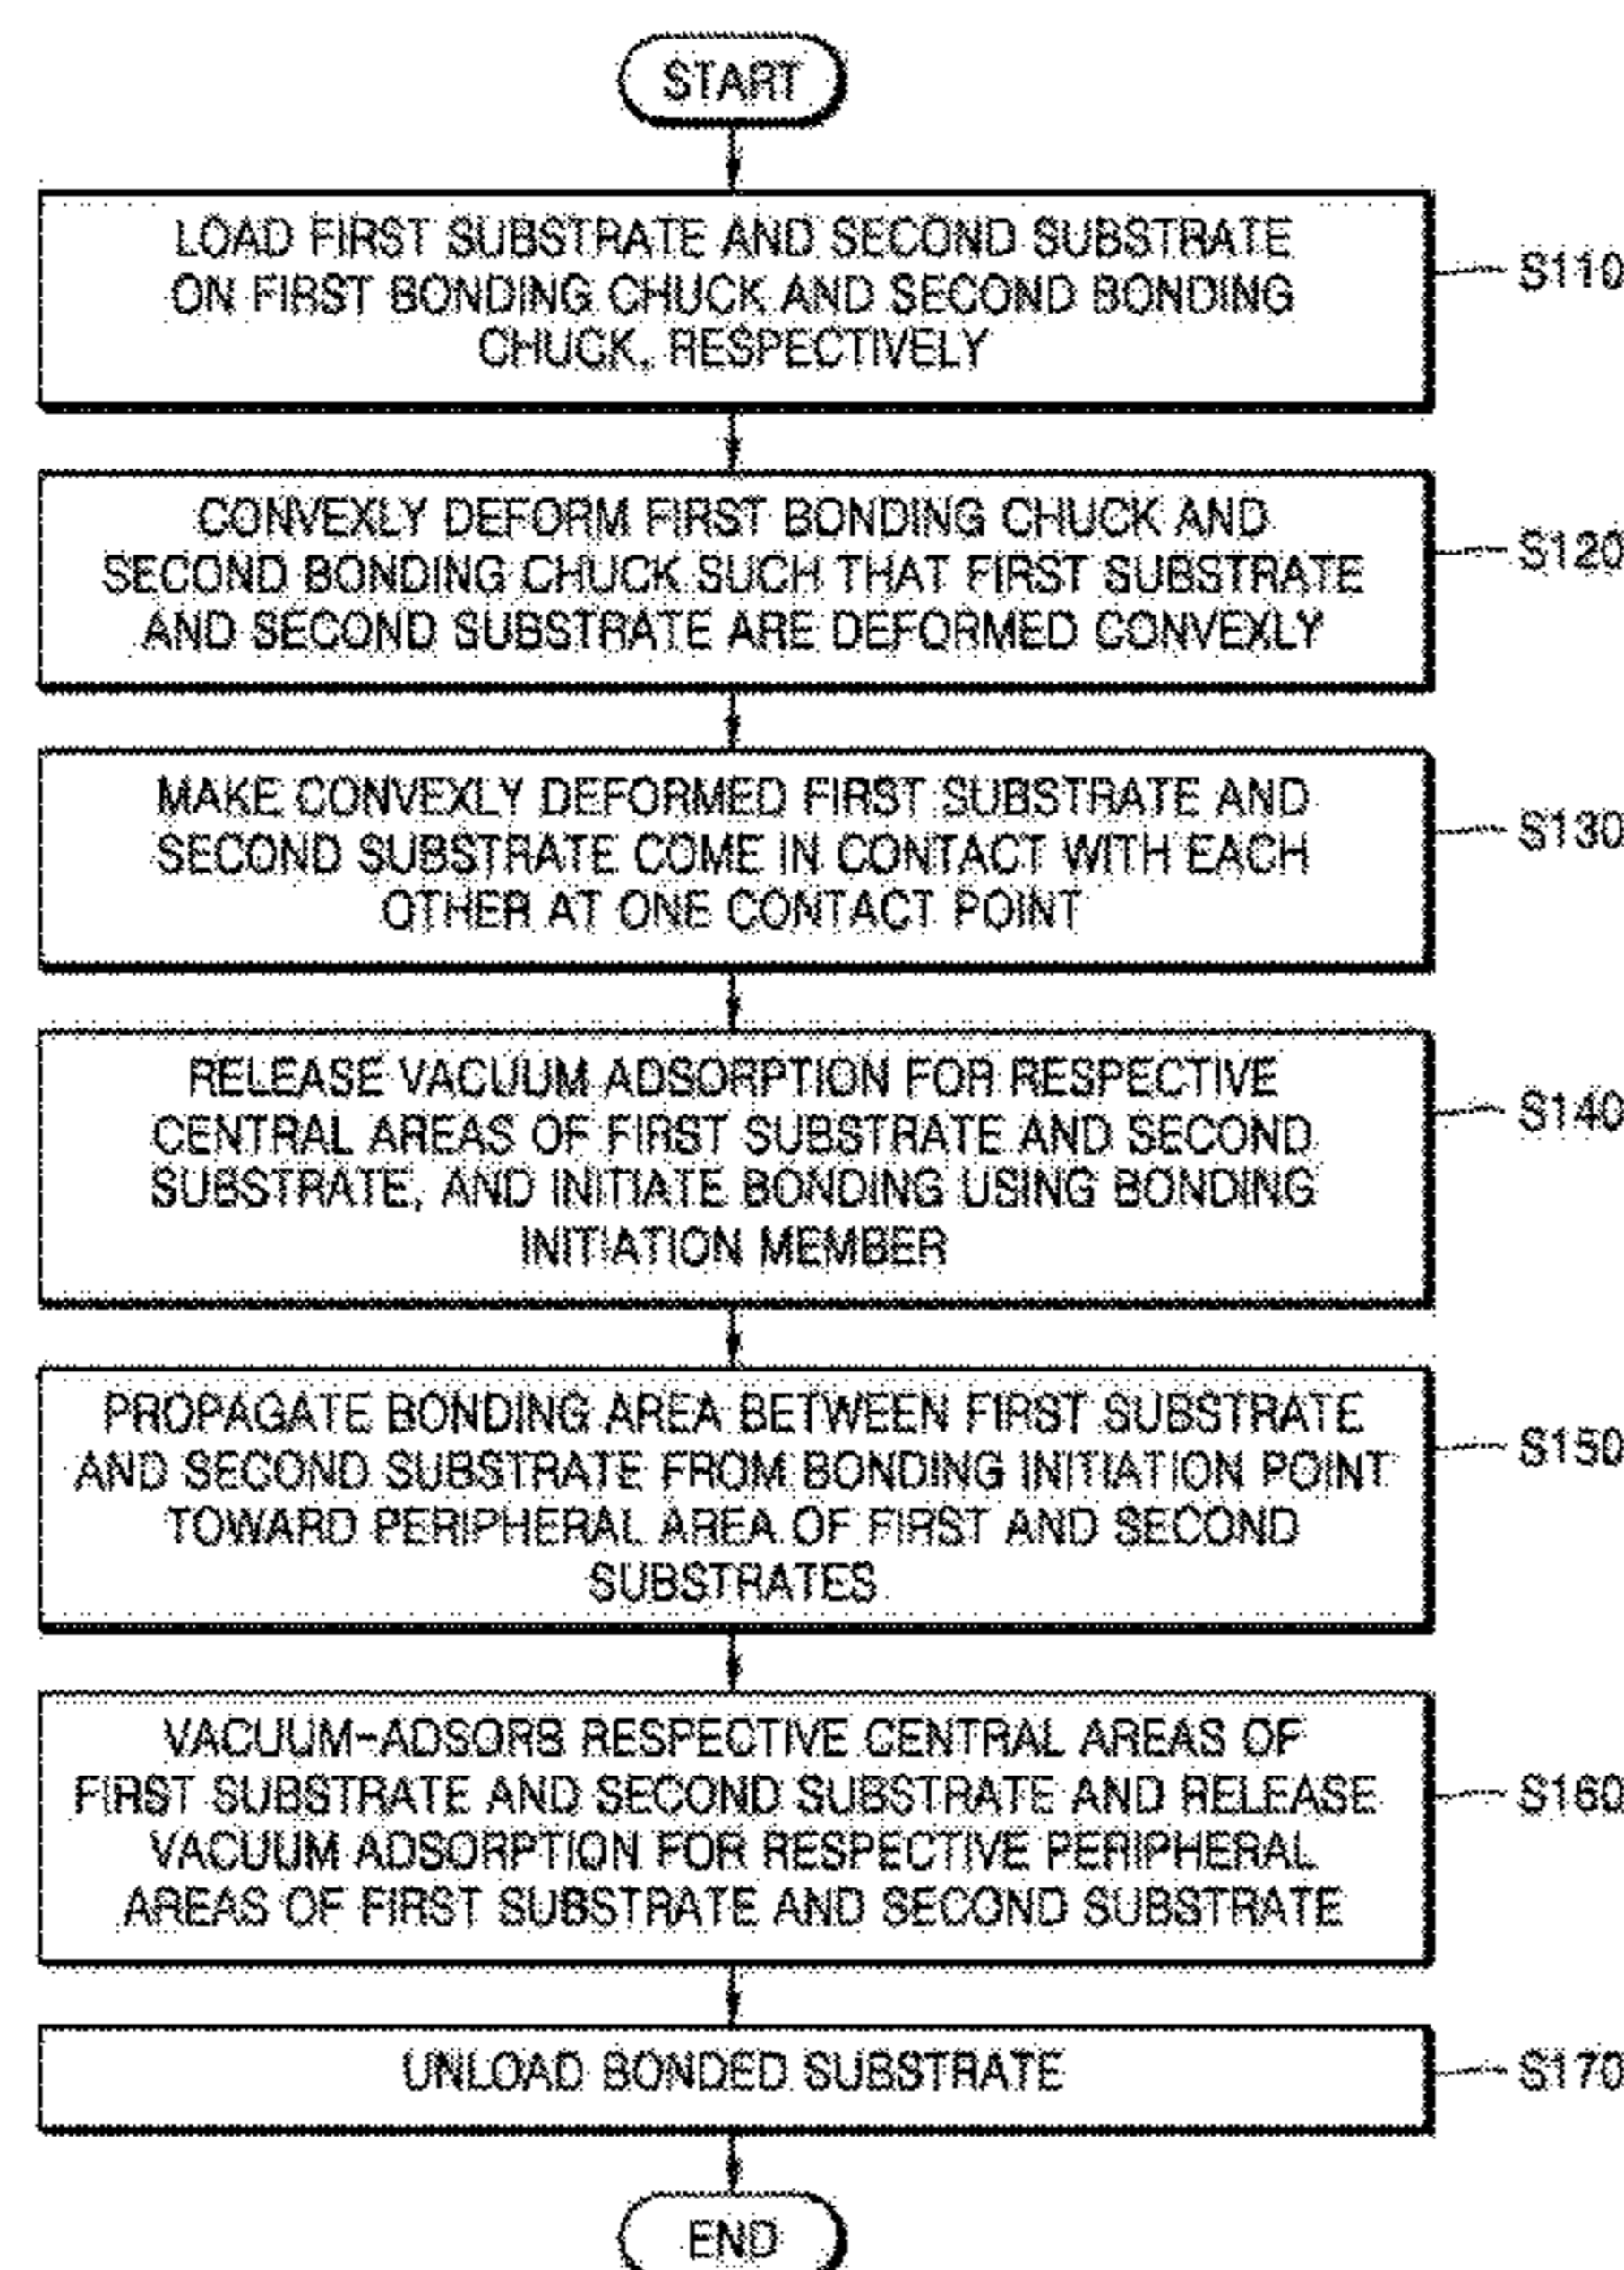 START
LOAD FIRST SUBSTRATE AND SECOND SUBSTRATE
ON FIRST BONDING CHUCK AND SECOND BONDING
CHUCK, RESPECTIVELY
S110
CONVEXLY DEFORM FIRST BONDING CHUCK AND
SECOND BONDING CHUCK SUCH THAT FIRST SUBSTRATE
AND SECOND SUBSTRATE ARE DEFORMED CONVEXLY
S120
MAKE CONVEXLY DEFORMED FIRST SUBSTRATE AND
SECOND SUBSTRATE COME IN CONTACT WITH EACH
OTHER AT ONE CONTACT POINT
S130
RELEASE VACUUM ADSORPTION FOR RESPECTIVE
CENTRAL AREAS OF FIRST SUBSTRATE AND SECOND
SUBSTRATE, AND INITIATE BONDING USING BONDING
INITIATION MEMBER
S140
PROPAGATE BONDING AREA BETWEEN FIRST SUBSTRATE
AND SECOND SUBSTRATE FROM BONDING INITIATION POINT
TOWARD PERIPHERAL AREA OF FIRST AND SECOND
SUBSTRATES
S150
VACUUM-ADSORB RESPECTIVE CENTRAL AREAS OF
FIRST SUBSTRATE AND SECOND SUBSTRATE AND RELEASE
VACUUM ADSORPTION FOR RESPECTIVE PERIPHERAL
AREAS OF FIRST SUBSTRATE AND SECOND SUBSTRATE
S160
UNLOAD BONDED SUBSTRATE
S170
END